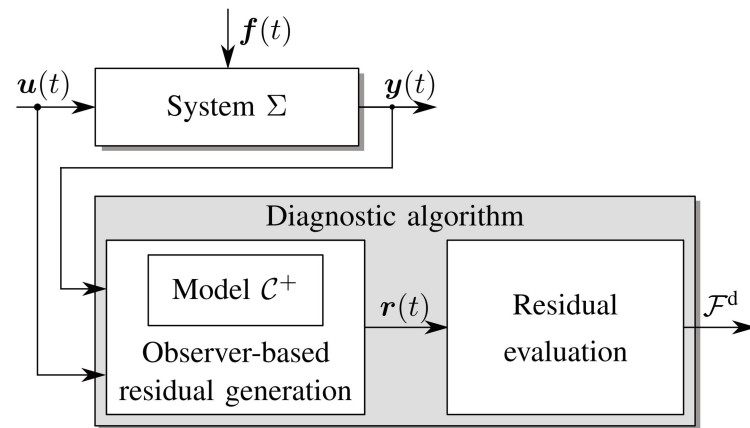 f(t)
u(t)
System Σ
y(t)
Diagnostic algorithm
Model 𝒞⁺
Observer-based
residual generation
r(t)
Residual
evaluation
ℱᵈ